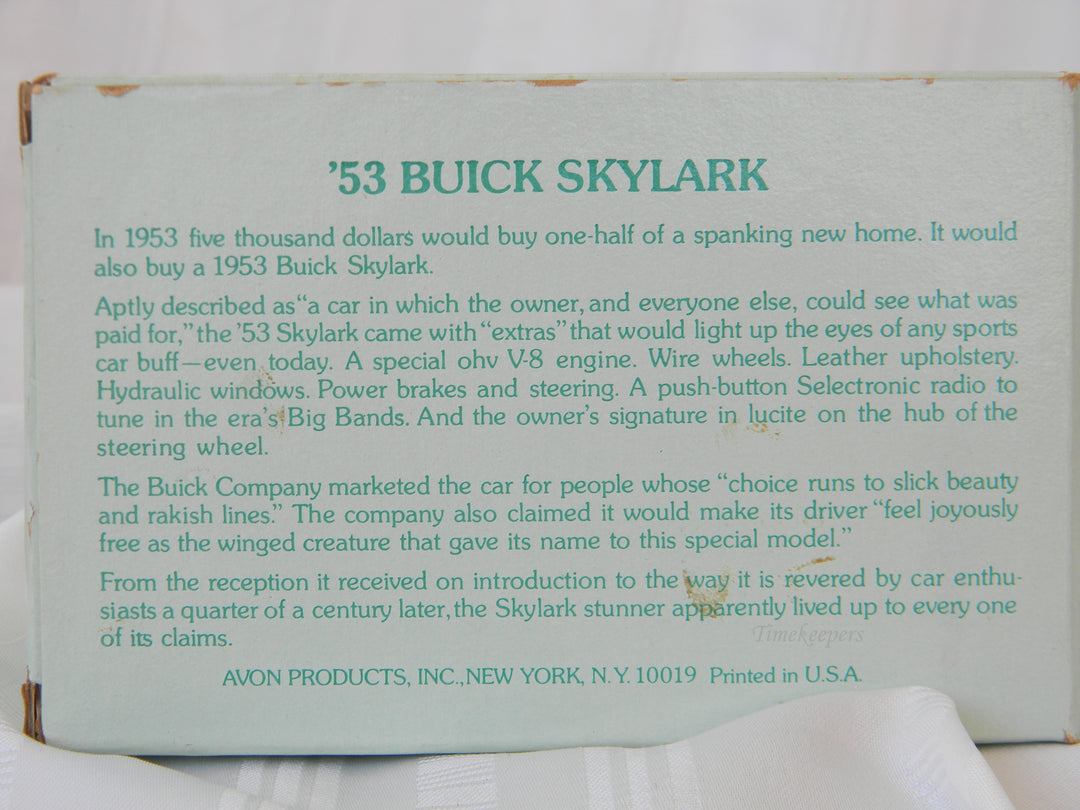 ’53 BUICK SKYLARK
In 1953 five thousand dollars would buy one-half of a spanking new home. It would
also buy a 1953 Buick Skylark.
Aptly described as “a car in which the owner, and everyone else, could see what was
paid for,” the ’53 Skylark came with “extras” that would light up the eyes of any sports
car buff—even today. A special ohv V-8 engine. Wire wheels. Leather upholstery.
Hydraulic windows. Power brakes and steering. A push-button Selectronic radio to
tune in the era’s Big Bands. And the owner’s signature in lucite on the hub of the
steering wheel.
The Buick Company marketed the car for people whose “choice runs to slick beauty
and rakish lines.” The company also claimed it would make its driver “feel joyously
free as the winged creature that gave its name to this special model.”
From the reception it received on introduction to the way it is revered by car enthu-
siasts a quarter of a century later, the Skylark stunner apparently lived up to every one
of its claims.
Timekeepers
AVON PRODUCTS, INC., NEW YORK, N.Y. 10019 Printed in U.S.A.